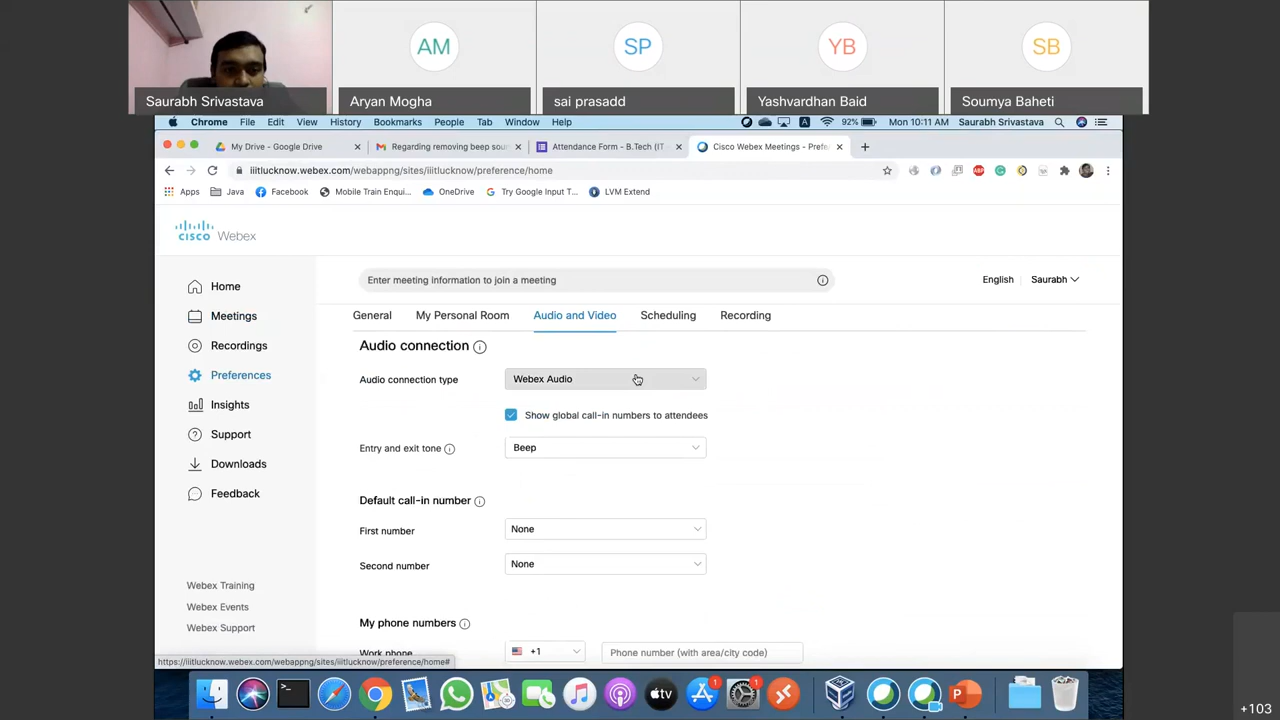 AM
SP
YB
SB
Saurabh Srivastava
Aryan Mogha
sai prasadd
Yashvardhan Baid
Soumya Baheti
Chrome File Edit View History Bookmarks People Tab Window Help
A 92% Mon 10:11 AM Saurabh Srivastava
My Drive - Google Drive
Regarding removing beep sou
Attendance Form - B.Tech (IT -
Cisco Webex Meetings - Prefe
iiitlucknow.webex.com/webappng/sites/iiitlucknow/preference/home
ABP
Apps
Java
Facebook
Mobile Train Enqui...
OneDrive
Try Google Input T...
LVM Extend
CISCO Webex
Enter meeting information to join a meeting
English
Saurabh
Home
Meetings
Recordings
Preferences
Insights
Support
Downloads
Feedback
Webex Training
Webex Events
Webex Support
General
My Personal Room
Audio and Video
Scheduling
Recording
Audio connection
Audio connection type
Webex Audio
Show global call-in numbers to attendees
Entry and exit tone
Beep
Default call-in number
First number
None
Second number
None
My phone numbers
Work phone
+1
Phone number (with area/city code)
https://iiitlucknow.webex.com/webappng/sites/iiitlucknow/preference/home#
tv
1
1
+103